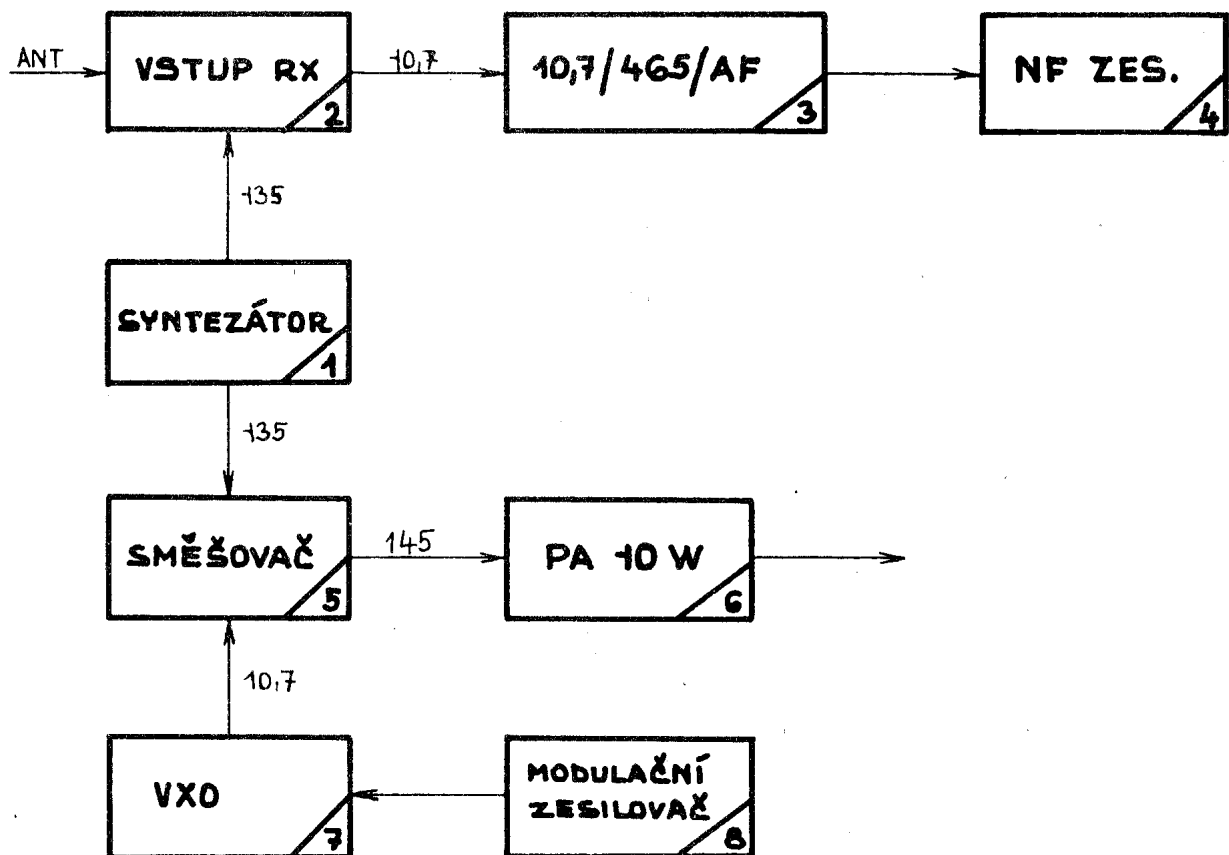 ANT
VSTUP RX
2
10,7
10,7/465/AF
3
NF ZES.
4
135
SYNTEZÁTOR
1
135
SMĚŠOVAČ
5
145
PA 10 W
6
10,7
VXO
7
MODULAČNÍ
ZESILOVAČ
8